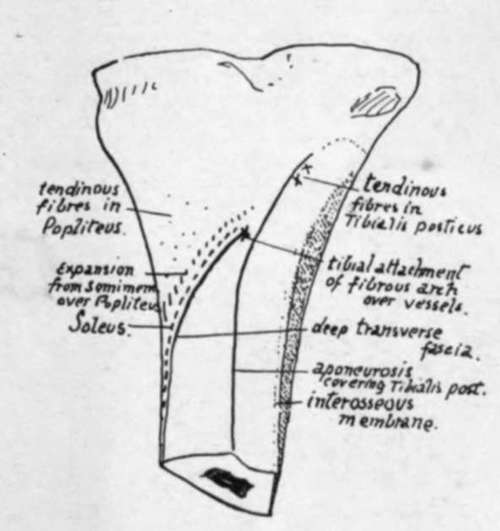 tendinous
fibres in
Popliteus.
Expansion
from Somimem
over Popliteus
Soleus.
tendinous
fibres in
Tibialis posticus
tibial attachment
of fibrous arch
over vessels.
deep transverse
fascia.
aponeurosis
covering Tibialis post.
interosseous
membrane.